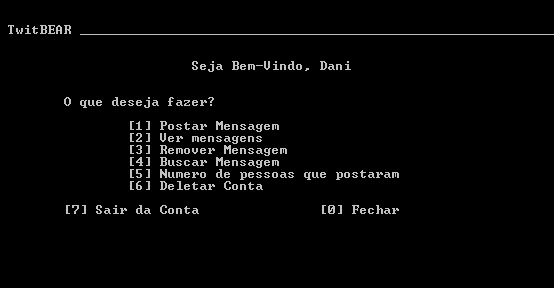 TwitBEAR
Seja Bem-Vindo, Dani
O que deseja fazer?
[1] Postar Mensagem
[2] Ver mensagens
[3] Remover Mensagem
[4] Buscar Mensagem
[5] Numero de pessoas que postaram
[6] Deletar Conta
[7] Sair da Conta [0] Fechar